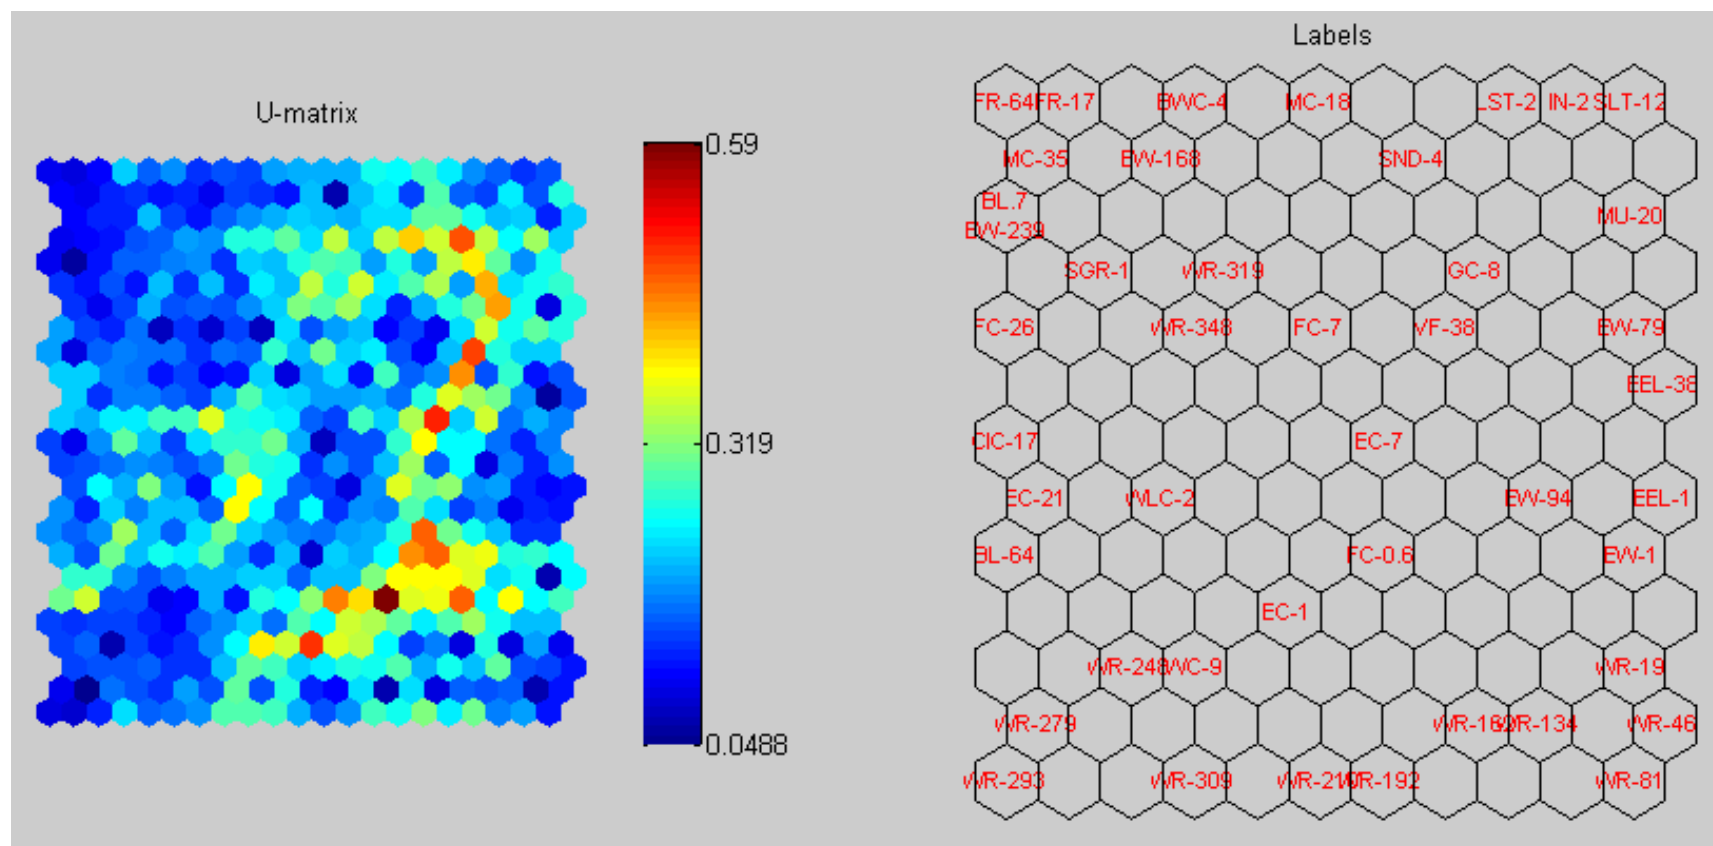 Labels
U-matrix
0.59
0.319
0.0488
FR-64 FR-17 BWC-4 MC-18 LST-2 IN-2 SLT-12
MC-35 EW-168 SND-4
BL.7
EW-239 MU-20
SGR-1 WR-319 GC-8
FC-26 WR-348 FC-7 VF-38 EW-79
EEL-38
CIC-17 EC-7
EC-21 WLC-2 EW-94 EEL-1
BL-64 FC-0.6 EW-1
EC-1
WR-248 WC-9 WR-19
WR-279 WR-134 WR-46
WR-293 WR-309 WR-192 WR-81